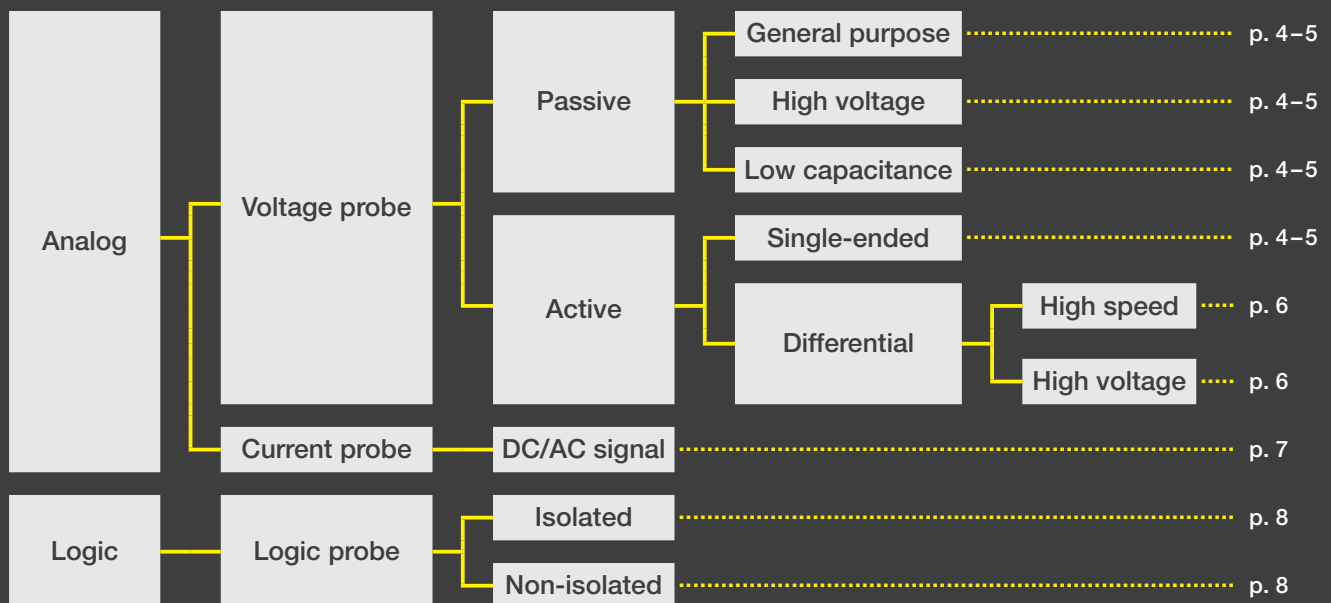 General purpose p. 4–5
Passive High voltage p. 4–5
Low capacitance p. 4–5
Voltage probe
Analog Single-ended p. 4–5
Active High speed p. 6
Differential
High voltage p. 6
Current probe DC/AC signal p. 7
Isolated p. 8
Logic Logic probe
Non-isolated p. 8